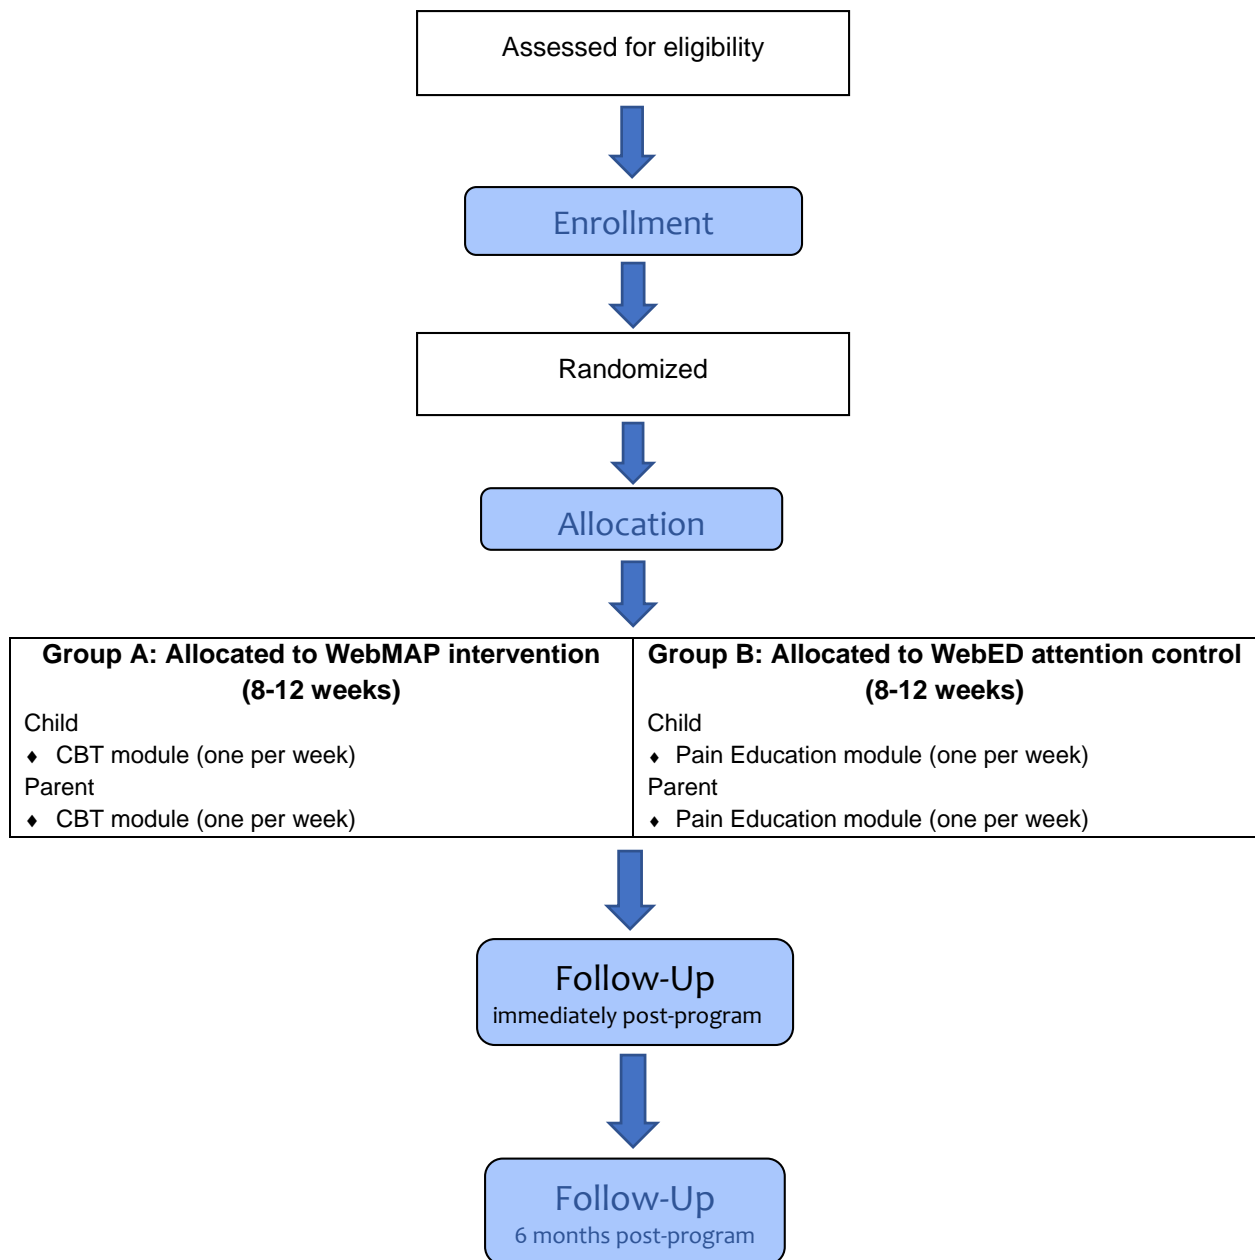 Assessed for eligibility
Enrollment
Randomized
Allocation
Group A: Allocated to WebMAP intervention
(8-12 weeks)
Child
♦ CBT module (one per week)
Parent
♦ CBT module (one per week)
Group B: Allocated to WebED attention control
(8-12 weeks)
Child
♦ Pain Education module (one per week)
Parent
♦ Pain Education module (one per week)
Follow-Up
immediately post-program
Follow-Up
6 months post-program